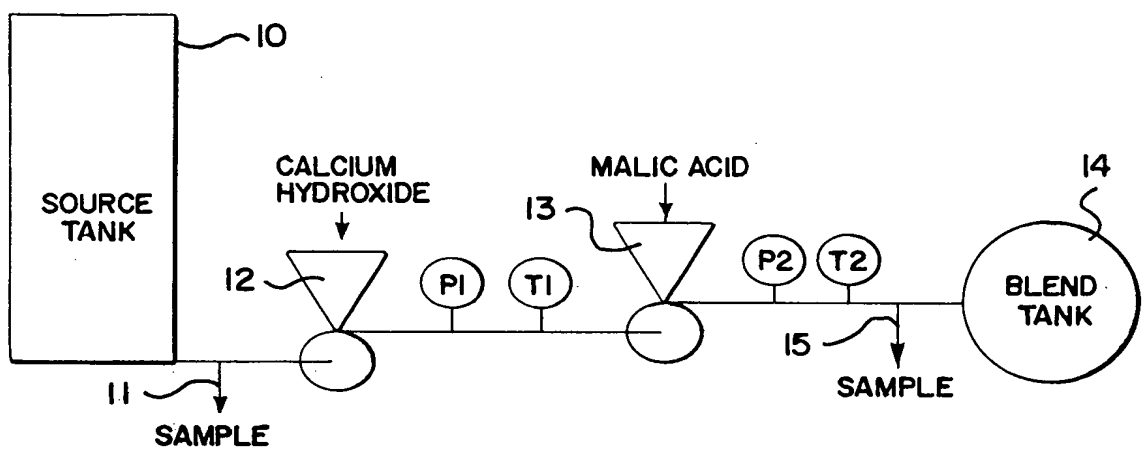 10
SOURCE
TANK
11
SAMPLE
CALCIUM
HYDROXIDE
12
P1
T1
MALIC ACID
13
P2
T2
15
SAMPLE
14
BLEND
TANK